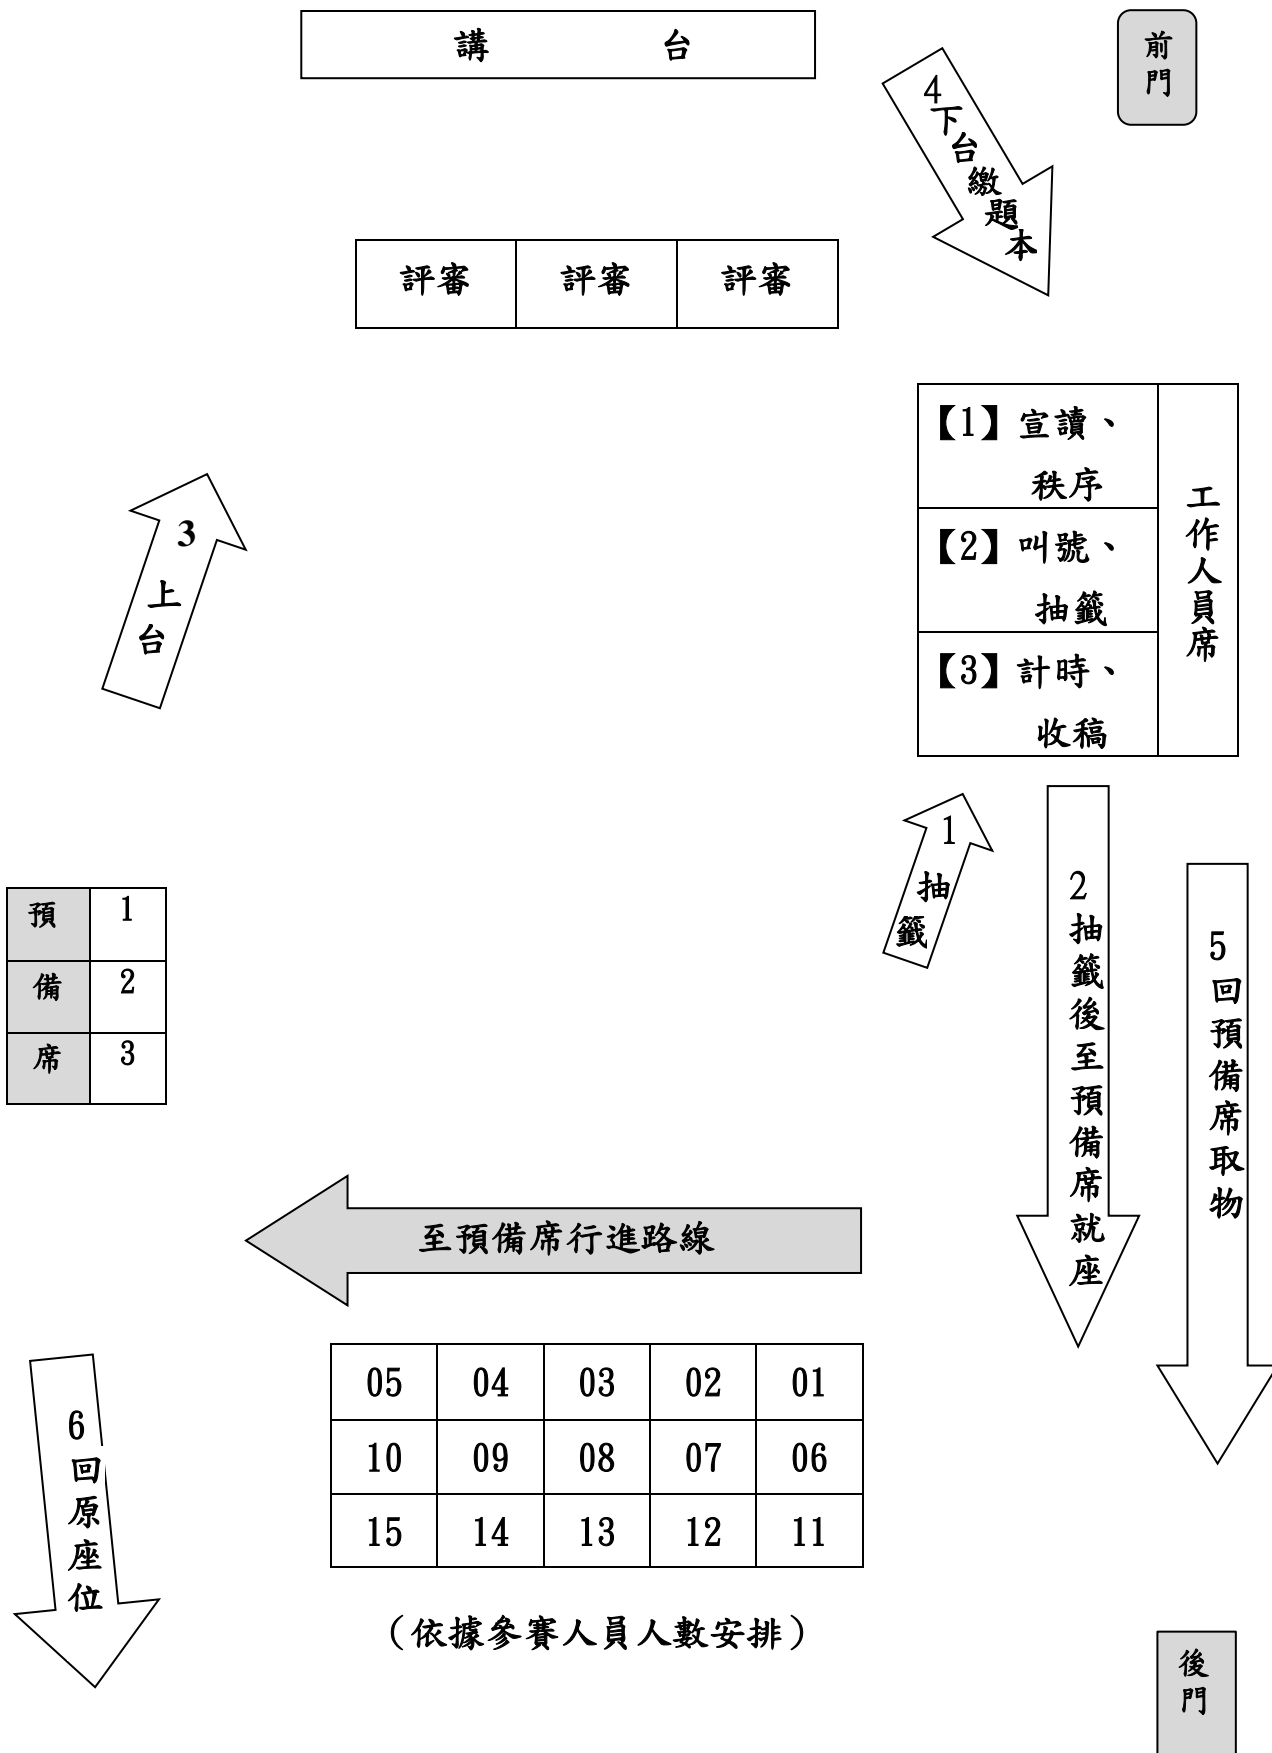 講 台
前門
4下台繳題本
評審 評審 評審
【1】宣讀、
秩序
【2】叫號、
抽籤
【3】計時、
收稿
工作人員席
3上台
1抽籤
2抽籤後至預備席就座
5回預備席取物
預 1
備 2
席 3
至預備席行進路線
05 04 03 02 01
10 09 08 07 06
15 14 13 12 11
6回原座位
（依據參賽人員人數安排）
後門